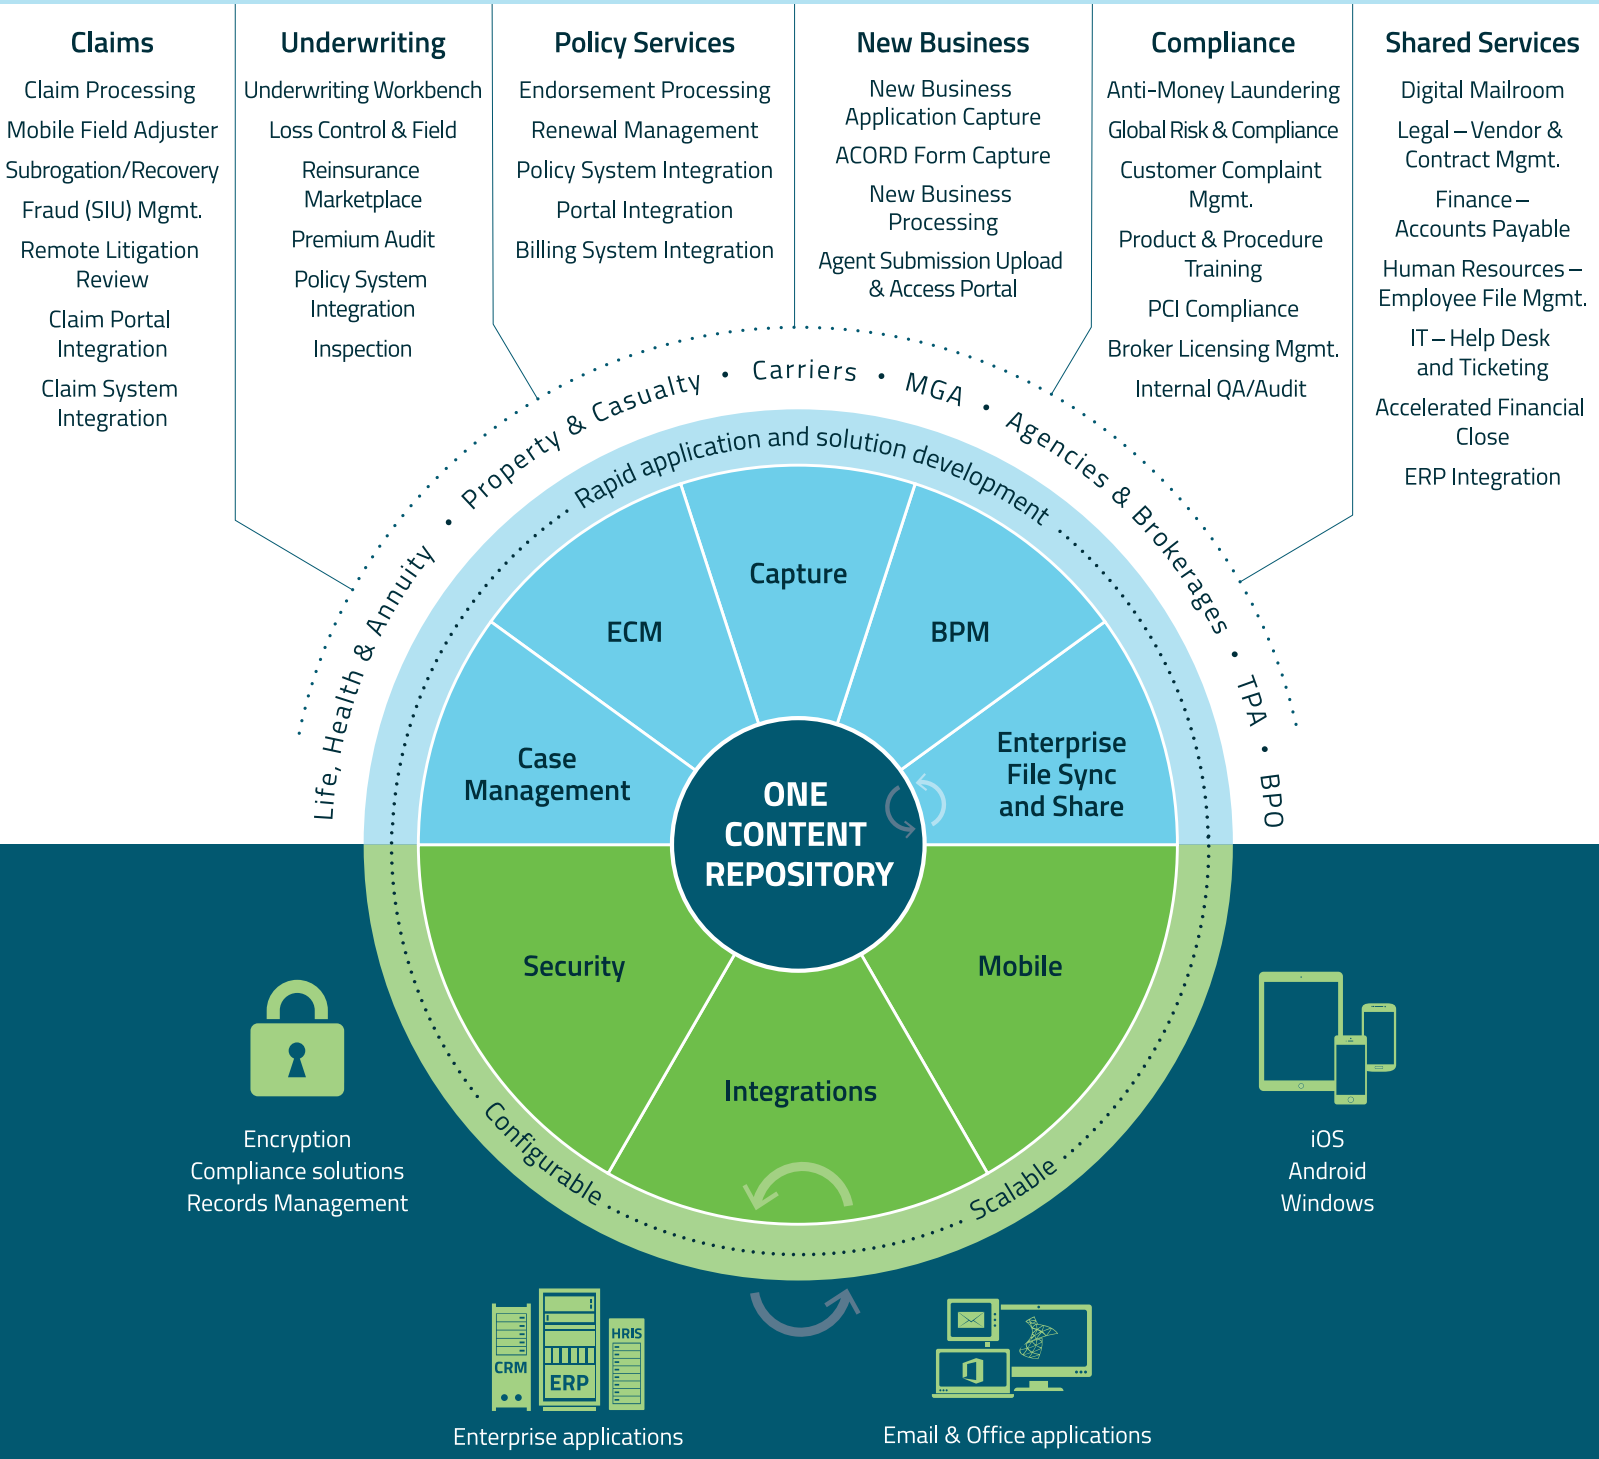 Claims
Claim Processing
Mobile Field Adjuster
Subrogation/Recovery
Fraud (SIU) Mgmt.
Remote Litigation
Review
Claim Portal
Integration
Claim System
Integration
Underwriting
Underwriting Workbench
Loss Control & Field
Reinsurance
Marketplace
Premium Audit
Policy System
Integration
Inspection
Policy Services
Endorsement Processing
Renewal Management
Policy System Integration
Portal Integration
Billing System Integration
New Business
New Business
Application Capture
ACORD Form Capture
New Business
Processing
Agent Submission Upload
& Access Portal
Compliance
Anti-Money Laundering
Global Risk & Compliance
Customer Complaint
Mgmt.
Product & Procedure
Training
PCI Compliance
Broker Licensing Mgmt.
Internal QA/Audit
Shared Services
Digital Mailroom
Legal – Vendor &
Contract Mgmt.
Finance –
Accounts Payable
Human Resources –
Employee File Mgmt.
IT – Help Desk
and Ticketing
Accelerated Financial
Close
ERP Integration
Life, Health & Annuity • Property & Casualty • Carriers • MGA • Agencies & Brokerages • TPA • BPO
Rapid application and solution development
Case
Management
ECM
Capture
BPM
Enterprise
File Sync
and Share
ONE
CONTENT
REPOSITORY
Security
Integrations
Mobile
Configurable
Scalable
Encryption
Compliance solutions
Records Management
iOS
Android
Windows
CRM
ERP
HRIS
Enterprise applications
Email & Office applications